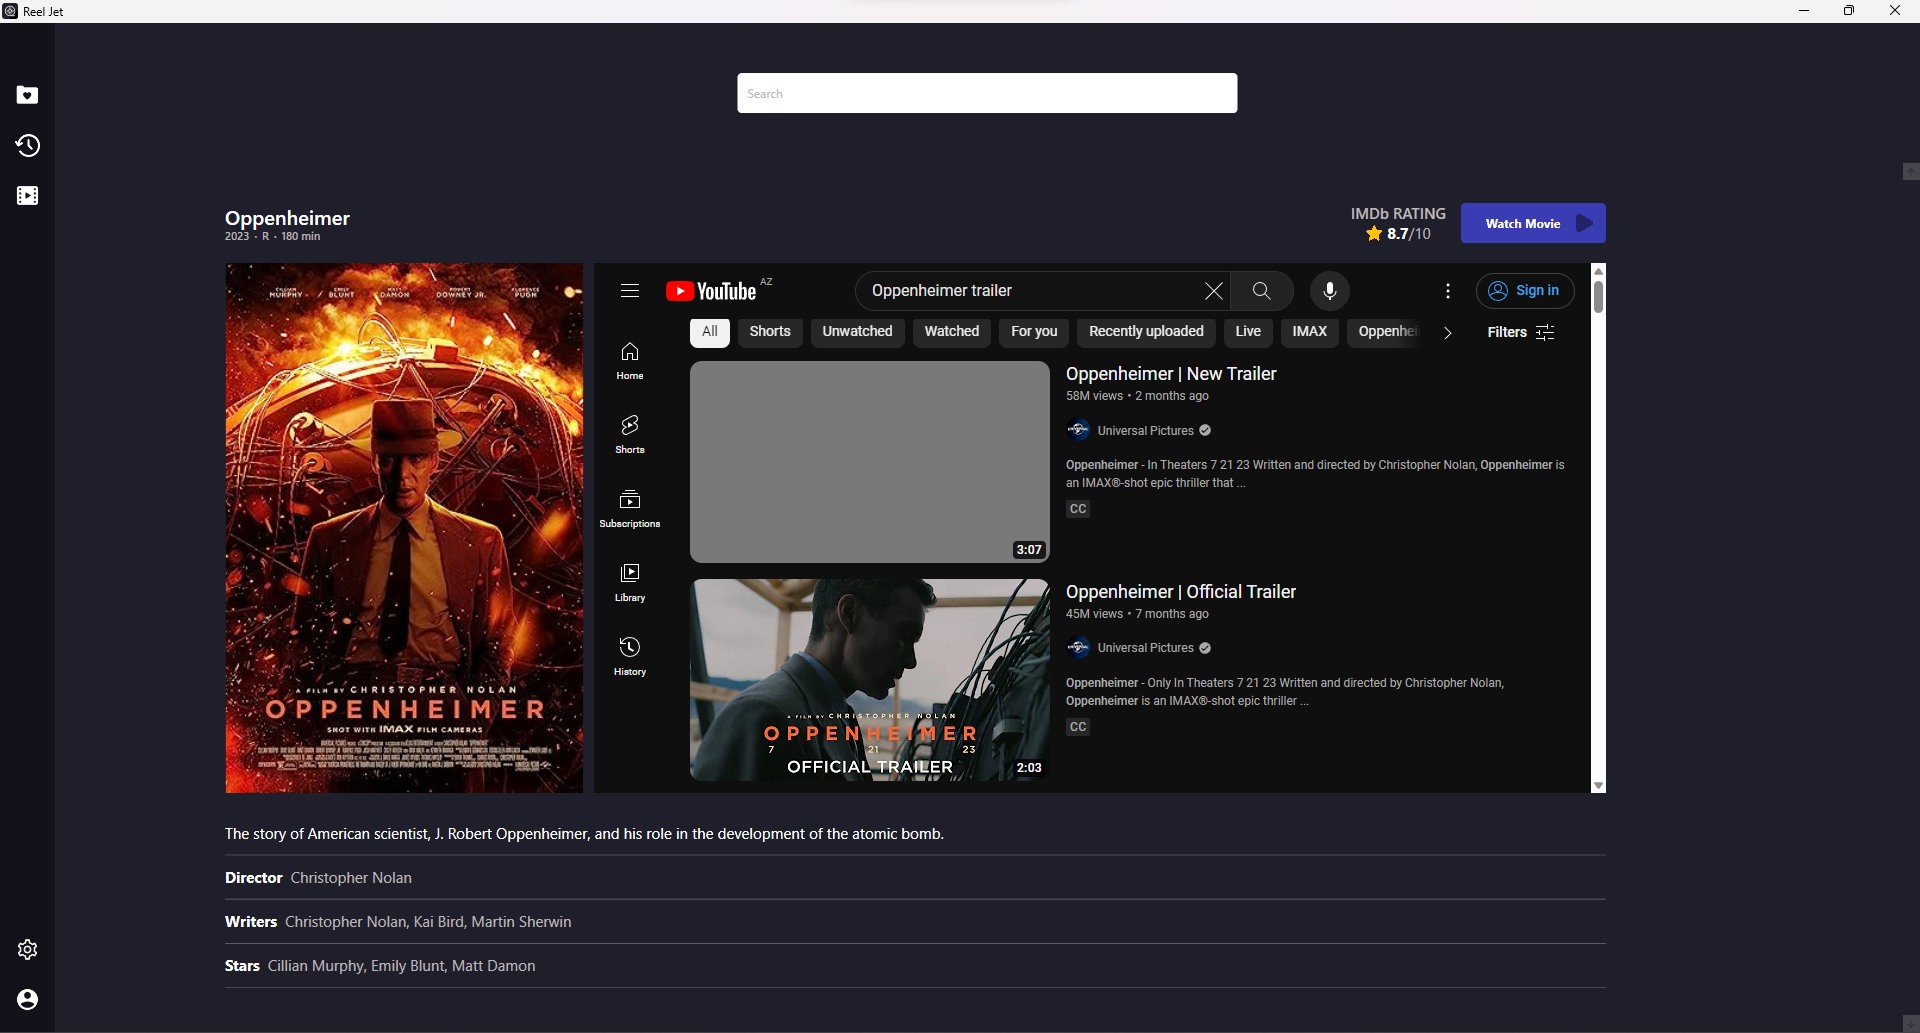 Reel Jet
Search
Oppenheimer
2023 · R · 180 min
IMDb RATING
8.7/10
Watch Movie
CILLIAN MURPHY / EMILY BLUNT MATT DAMON ROBERT DOWNEY JR. FLORENCE PUGH
A FILM BY CHRISTOPHER NOLAN
OPPENHEIMER
SHOT WITH IMAX FILM CAMERAS
YouTube AZ
Oppenheimer trailer
Sign in
All Shorts Unwatched Watched For you Recently uploaded Live IMAX Oppenhei
Filters
Home
Shorts
Subscriptions
Library
History
3:07
Oppenheimer | New Trailer
58M views • 2 months ago
Universal Pictures
Oppenheimer - In Theaters 7 21 23 Written and directed by Christopher Nolan, Oppenheimer is
an IMAX®-shot epic thriller that ...
CC
A FILM BY CHRISTOPHER NOLAN
OPPENHEIMER
7 21 23
OFFICIAL TRAILER
2:03
Oppenheimer | Official Trailer
45M views • 7 months ago
Universal Pictures
Oppenheimer - Only In Theaters 7 21 23 Written and directed by Christopher Nolan,
Oppenheimer is an IMAX®-shot epic thriller ...
CC
The story of American scientist, J. Robert Oppenheimer, and his role in the development of the atomic bomb.
Director Christopher Nolan
Writers Christopher Nolan, Kai Bird, Martin Sherwin
Stars Cillian Murphy, Emily Blunt, Matt Damon